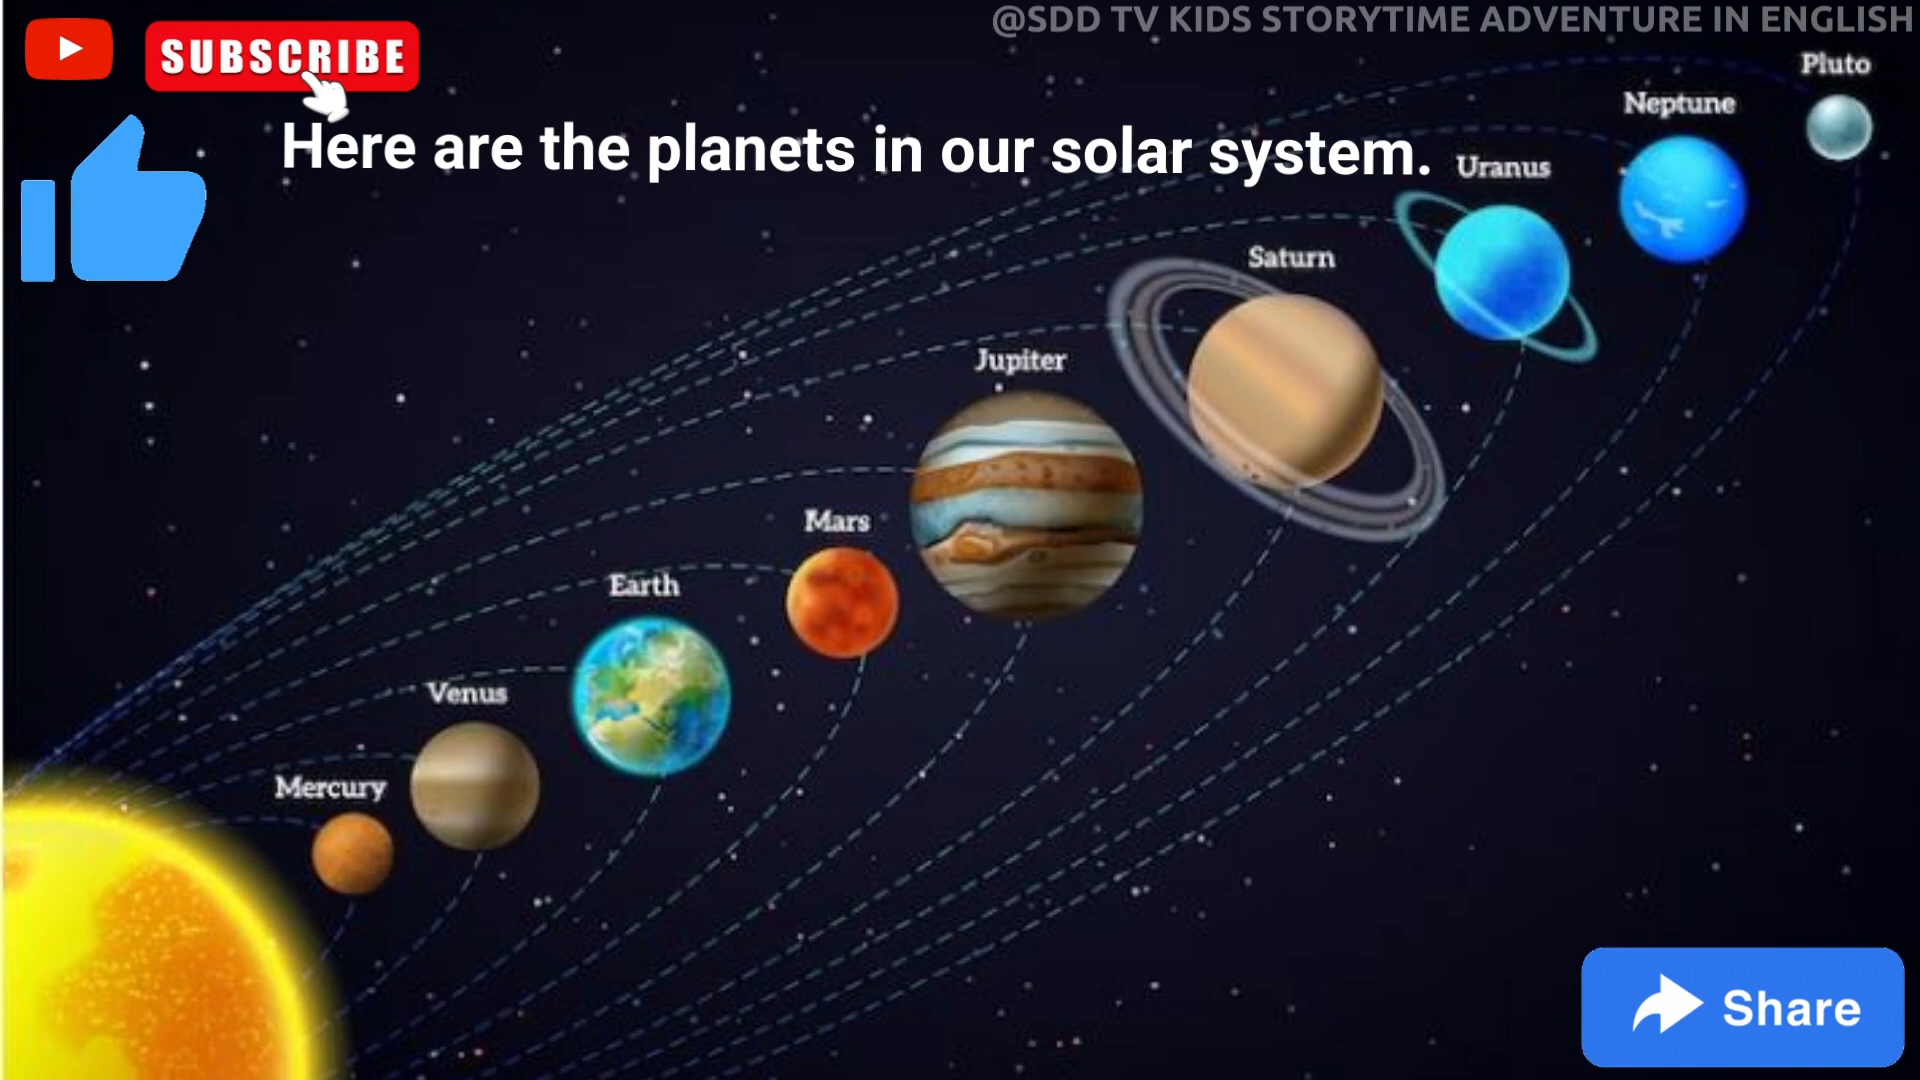 @SDD TV KIDS STORYTIME ADVENTURE IN ENGLISH
SUBSCRIBE
Here are the planets in our solar system.
Pluto
Neptune
Uranus
Saturn
Jupiter
Mars
Earth
Venus
Mercury
Share